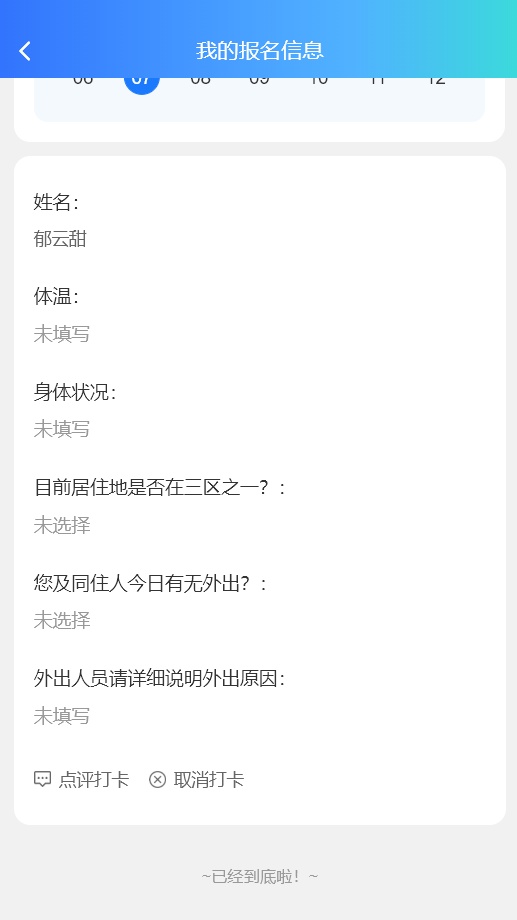 我的报名信息
06 07 08 09 10 11 12
姓名：
郁云甜
体温：
未填写
身体状况：
未填写
目前居住地是否在三区之一？：
未选择
您及同住人今日有无外出？：
未选择
外出人员请详细说明外出原因：
未填写
点评打卡 取消打卡
~已经到底啦！~